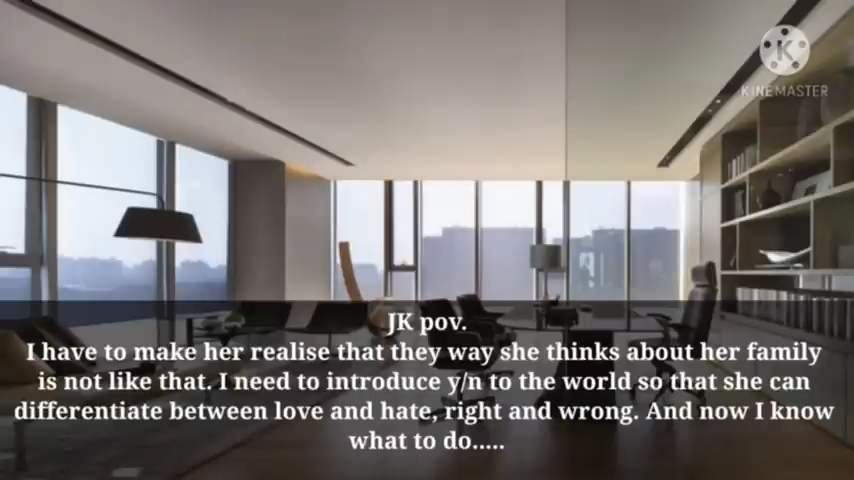 KINEMASTER
JK pov.
I have to make her realise that they way she thinks about her family
is not like that. I need to introduce y/n to the world so that she can
differentiate between love and hate, right and wrong. And now I know
what to do.....